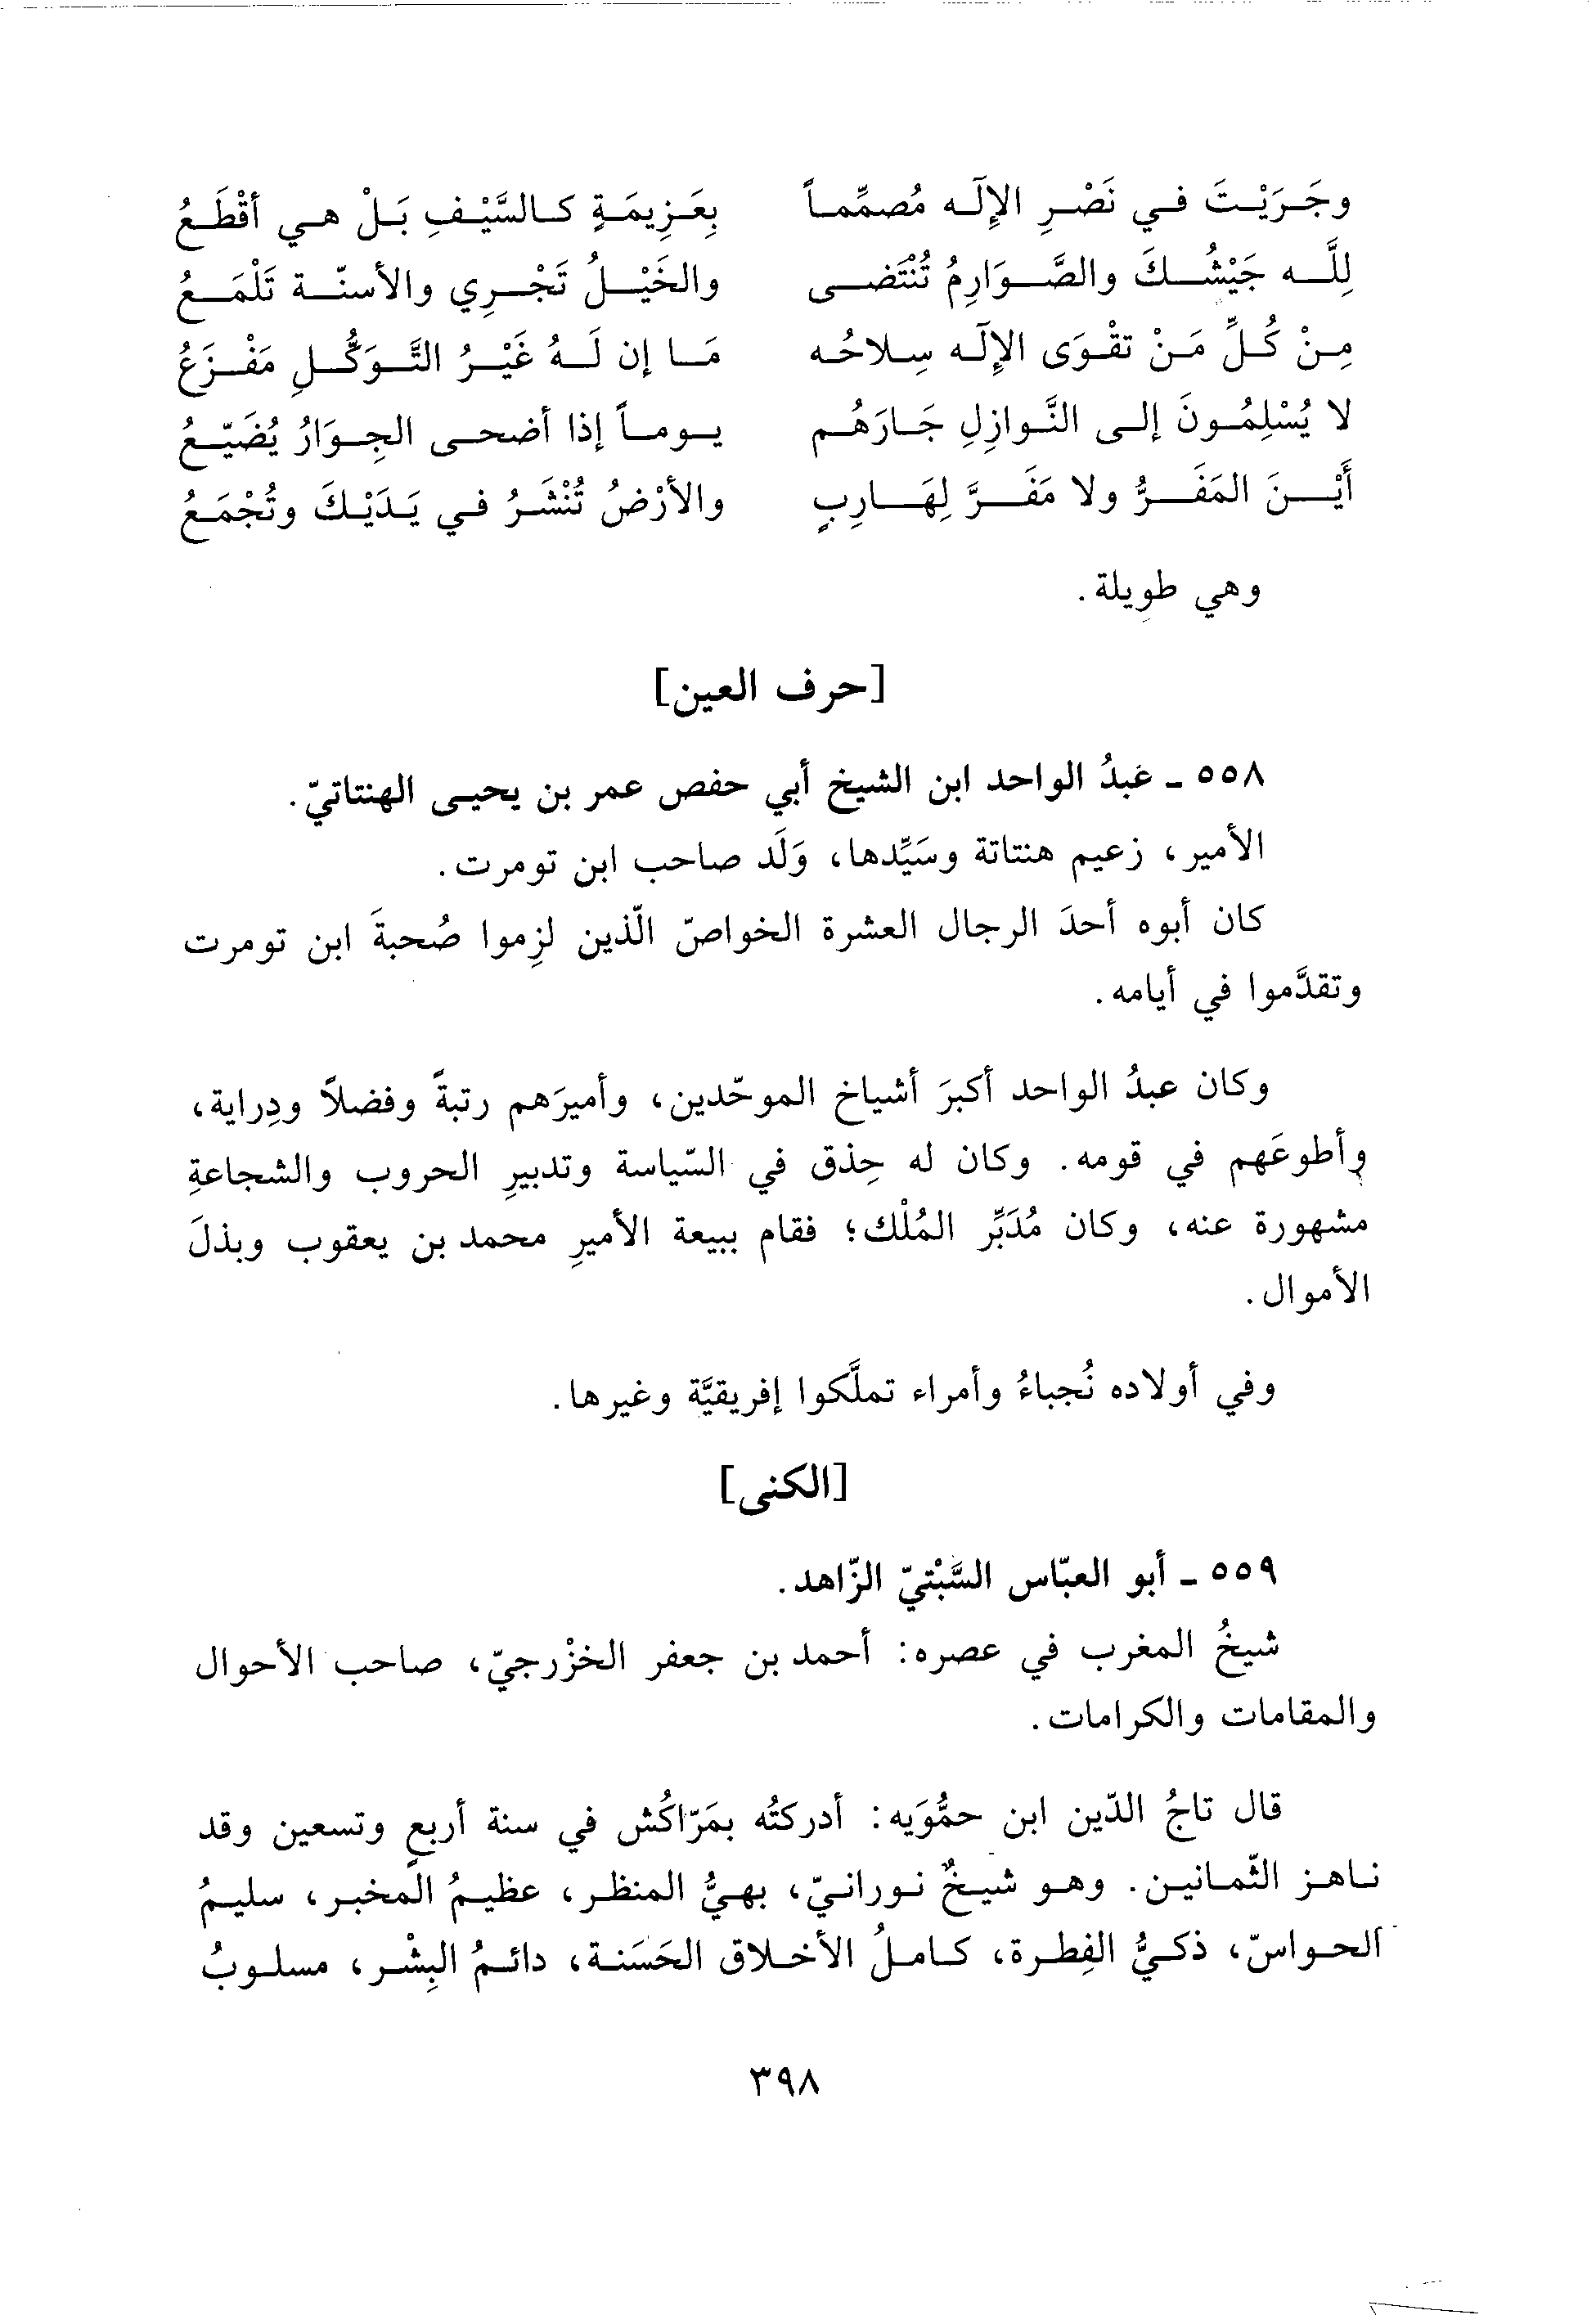 وجَرَيْتَ في نَصْرِ الإلَه مُصمِّماً بِعَزِيمَةٍ كالسَّيْفِ بَلْ هي أقْطَعُ
لِلَّه جَيْشُكَ والصَّوَارِمُ تُنْتَضى والخَيْلُ تَجْرِي والأسنّة تَلْمَعُ
مِنْ كُلِّ مَنْ تقْوَى الإلَه سِلاحُه مَا إن لَهُ غَيْرُ التَّوَكُّلِ مَفْزَعُ
لا يُسْلِمُونَ إلى النَّوازِلِ جَارَهُم يوماً إذا أضحى الجِوَارُ يُضَيّعُ
أَيْنَ المَفَرُّ ولا مَفَرَّ لِهَارِبٍ والأرْضُ تُنْشَرُ في يَدَيْكَ وتُجْمَعُ
وهي طويلة.
[حرف العين]
٥٥٨ ـ عَبدُ الواحد ابن الشيخ أبي حفص عمر بن يحيى الهنتاتيّ.
الأمير، زعيم هنتاتة وسَيِّدها، وَلَد صاحب ابن تومرت.
كان أبوه أحدَ الرجال العشرة الخواصّ الّذين لزِموا صُحبةَ ابن تومرت
وتقدَّموا في أيامه.
وكان عبدُ الواحد أكبرَ أشياخ الموحّدين، وأميرَهم رتبةً وفضلاً ودِراية،
وأطوعَهم في قومه. وكان له حِذق في السّياسة وتدبيرِ الحروب والشجاعةِ
مشهورة عنه، وكان مُدَبِّر المُلْك؛ فقام ببيعة الأميرِ محمد بن يعقوب وبذلَ
الأموال.
وفي أولاده نُجباءُ وأمراء تملَّكوا إفريقيَّة وغيرها.
[الكنى]
٥٥٩ ـ أبو العبّاس السَّبْتيّ الزّاهد.
شيخُ المغرب في عصره: أحمد بن جعفر الخزْرجيّ، صاحب الأحوال
والمقامات والكرامات.
قال تاجُ الدّين ابن حمُّوَيه: أدركتُه بمَرّاكُش في سنة أربعٍ وتسعين وقد
ناهز الثّمانين. وهو شيخٌ نورانيّ، بهيُّ المنظر، عظيمُ المخبر، سليمُ
الحواسّ، ذكيُّ الفِطرة، كاملُ الأخلاق الحَسَنة، دائمُ البِشْر، مسلوبُ
٣٩٨